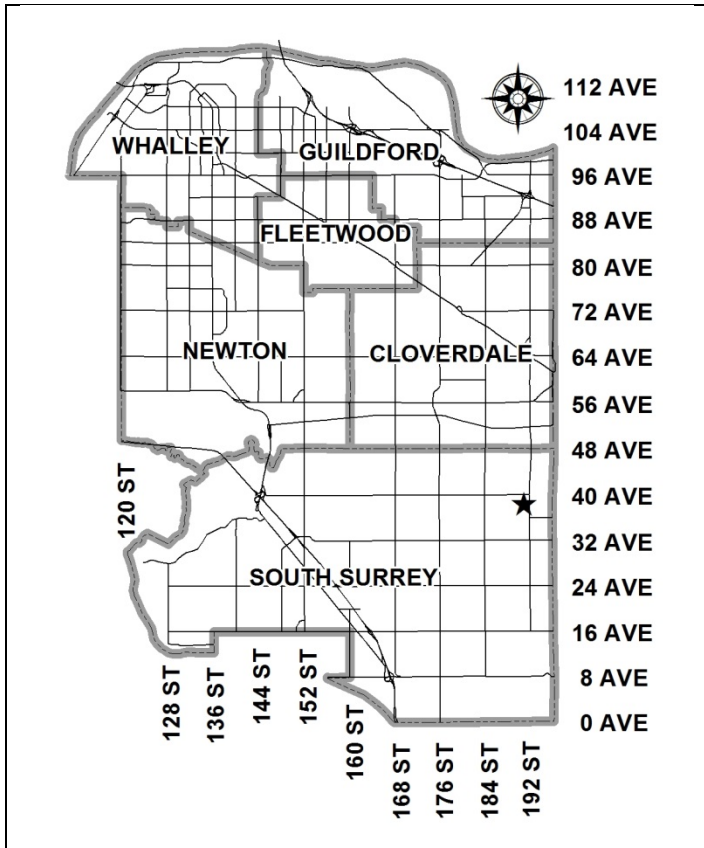 112 AVE
104 AVE
WHALLEY
GUILDFORD
96 AVE
88 AVE
FLEETWOOD
80 AVE
72 AVE
NEWTON
CLOVERDALE
64 AVE
56 AVE
48 AVE
120 ST
40 AVE
32 AVE
SOUTH SURREY
24 AVE
16 AVE
128 ST
136 ST
144 ST
152 ST
160 ST
8 AVE
0 AVE
168 ST
176 ST
184 ST
192 ST